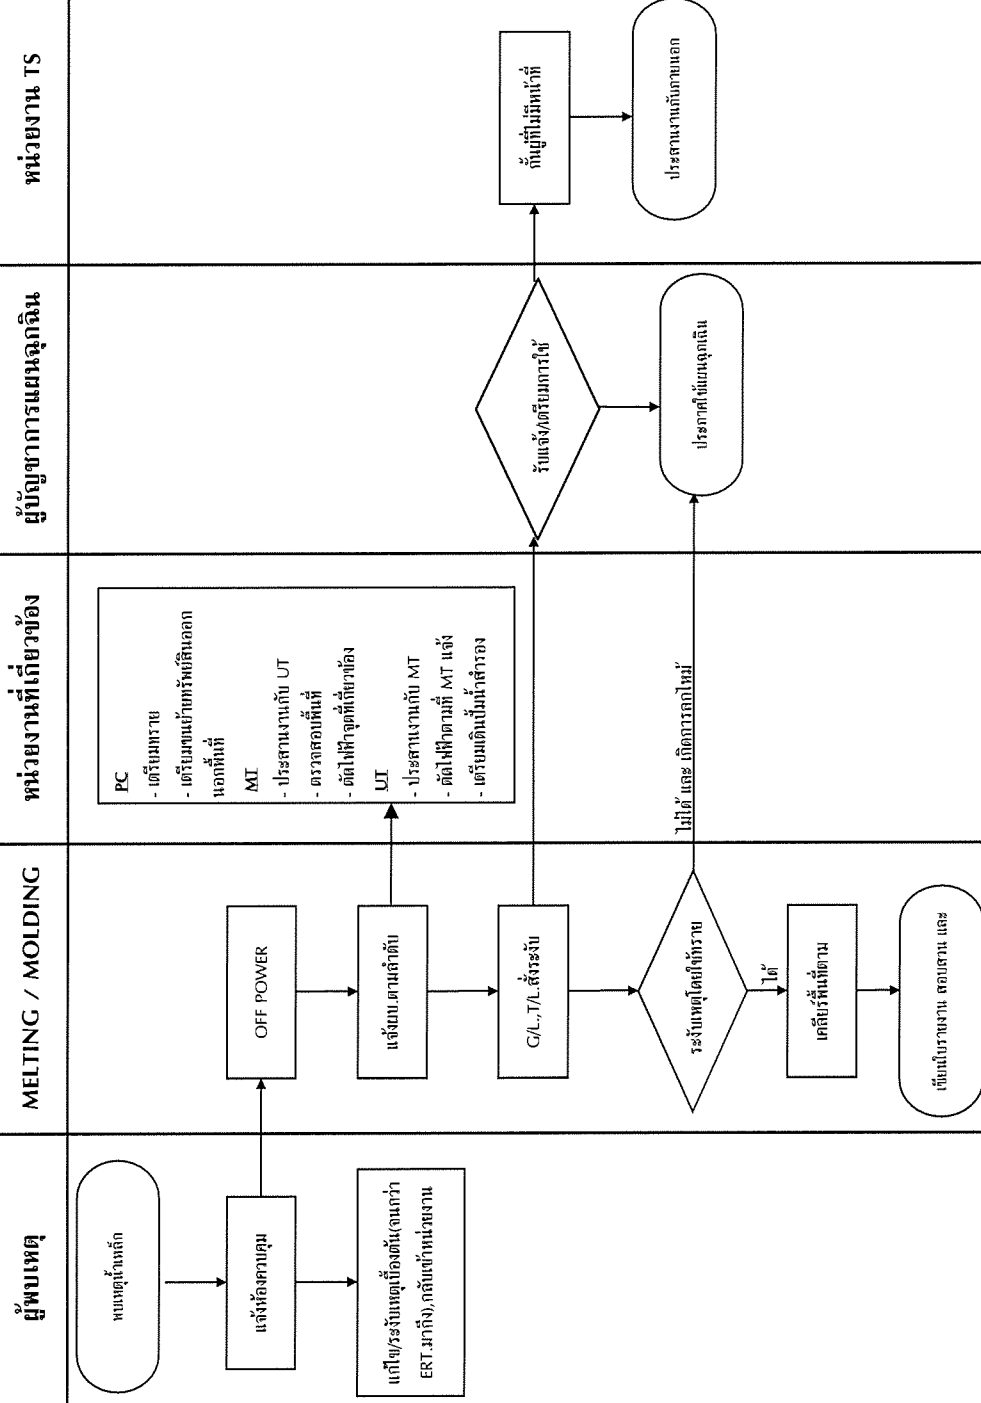 ผู้พบเหตุ
MELTING / MOLDING
หน่วยงานที่เกี่ยวข้อง
ผู้บัญชาการแผนฉุกฉิน
หน่วยงาน TS
พบเหตุน้ำเหล็ก
แจ้งห้องควบคุม
แก้ไข/ระงับเหตุเบื้องต้น(จนกว่า
ERT.มาถึง),กลับเข้าหน่วยงาน
OFF POWER
แจ้งผบ.ตามลำดับ
G/L.,T/L.สั่งระงับ
ระงับเหตุโดยใช้ทราย
ได้
เคลียร์พื้นที่ตาม
เขียนใบรายงาน สอบสวน และ
PC
- เตรียมทราย
- เตรียมขนย้ายทรัพย์สินออก
นอกพื้นที่
MT
- ประสานงานกับ UT
- ตรวจสอบพื้นที่
- ตัดไฟฟ้าจุดที่เกี่ยวข้อง
UT
- ประสานงานกับ MT
- ตัดไฟฟ้าตามที่ MT แจ้ง
- เตรียมเดินปั้มน้ำสำรอง
ไม่ได้ และ เกิดการลุกไหม้
รับแจ้ง/เตรียมการใช้
ประกาศใช้แผนฉุกเฉิน
กันผู้ที่ไม่มีหน้าที่
ประสานงานกับภายนอก